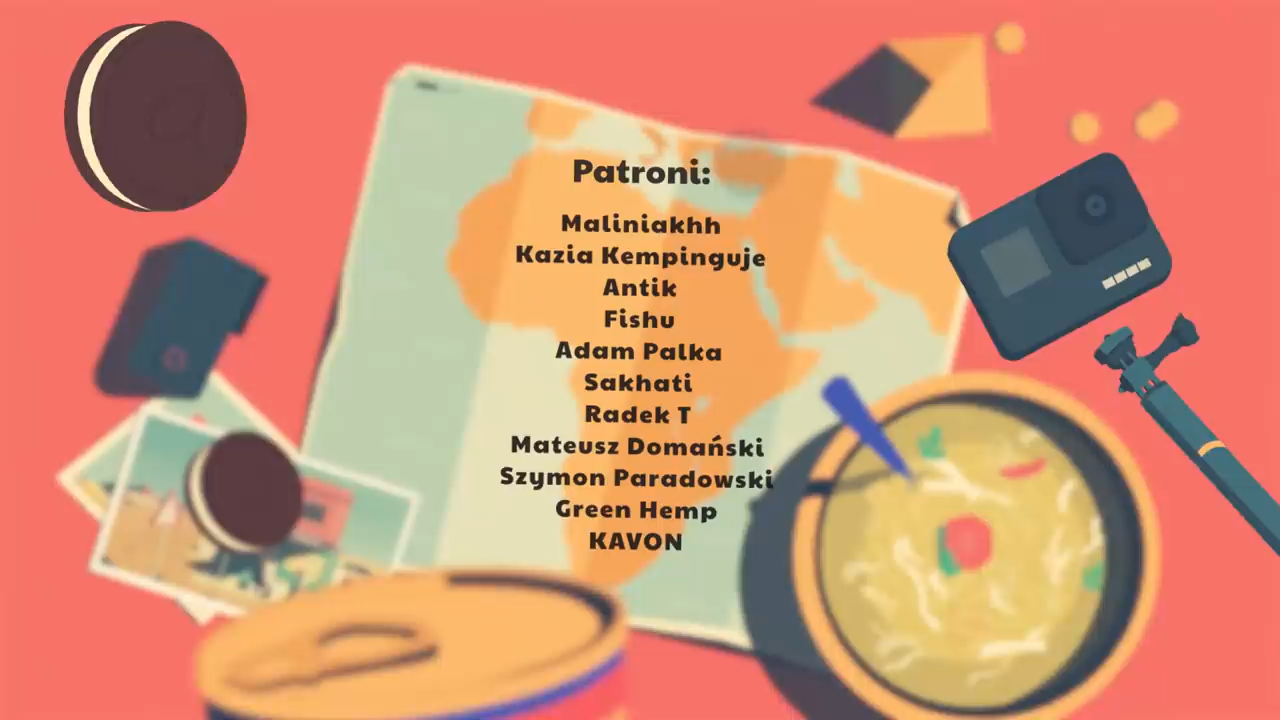 Patroni:
Maliniakhh
Kazia Kempinguje
Antik
Fishu
Adam Palka
Sakhati
Radek T
Mateusz Domański
Szymon Paradowski
Green Hemp
KAVON